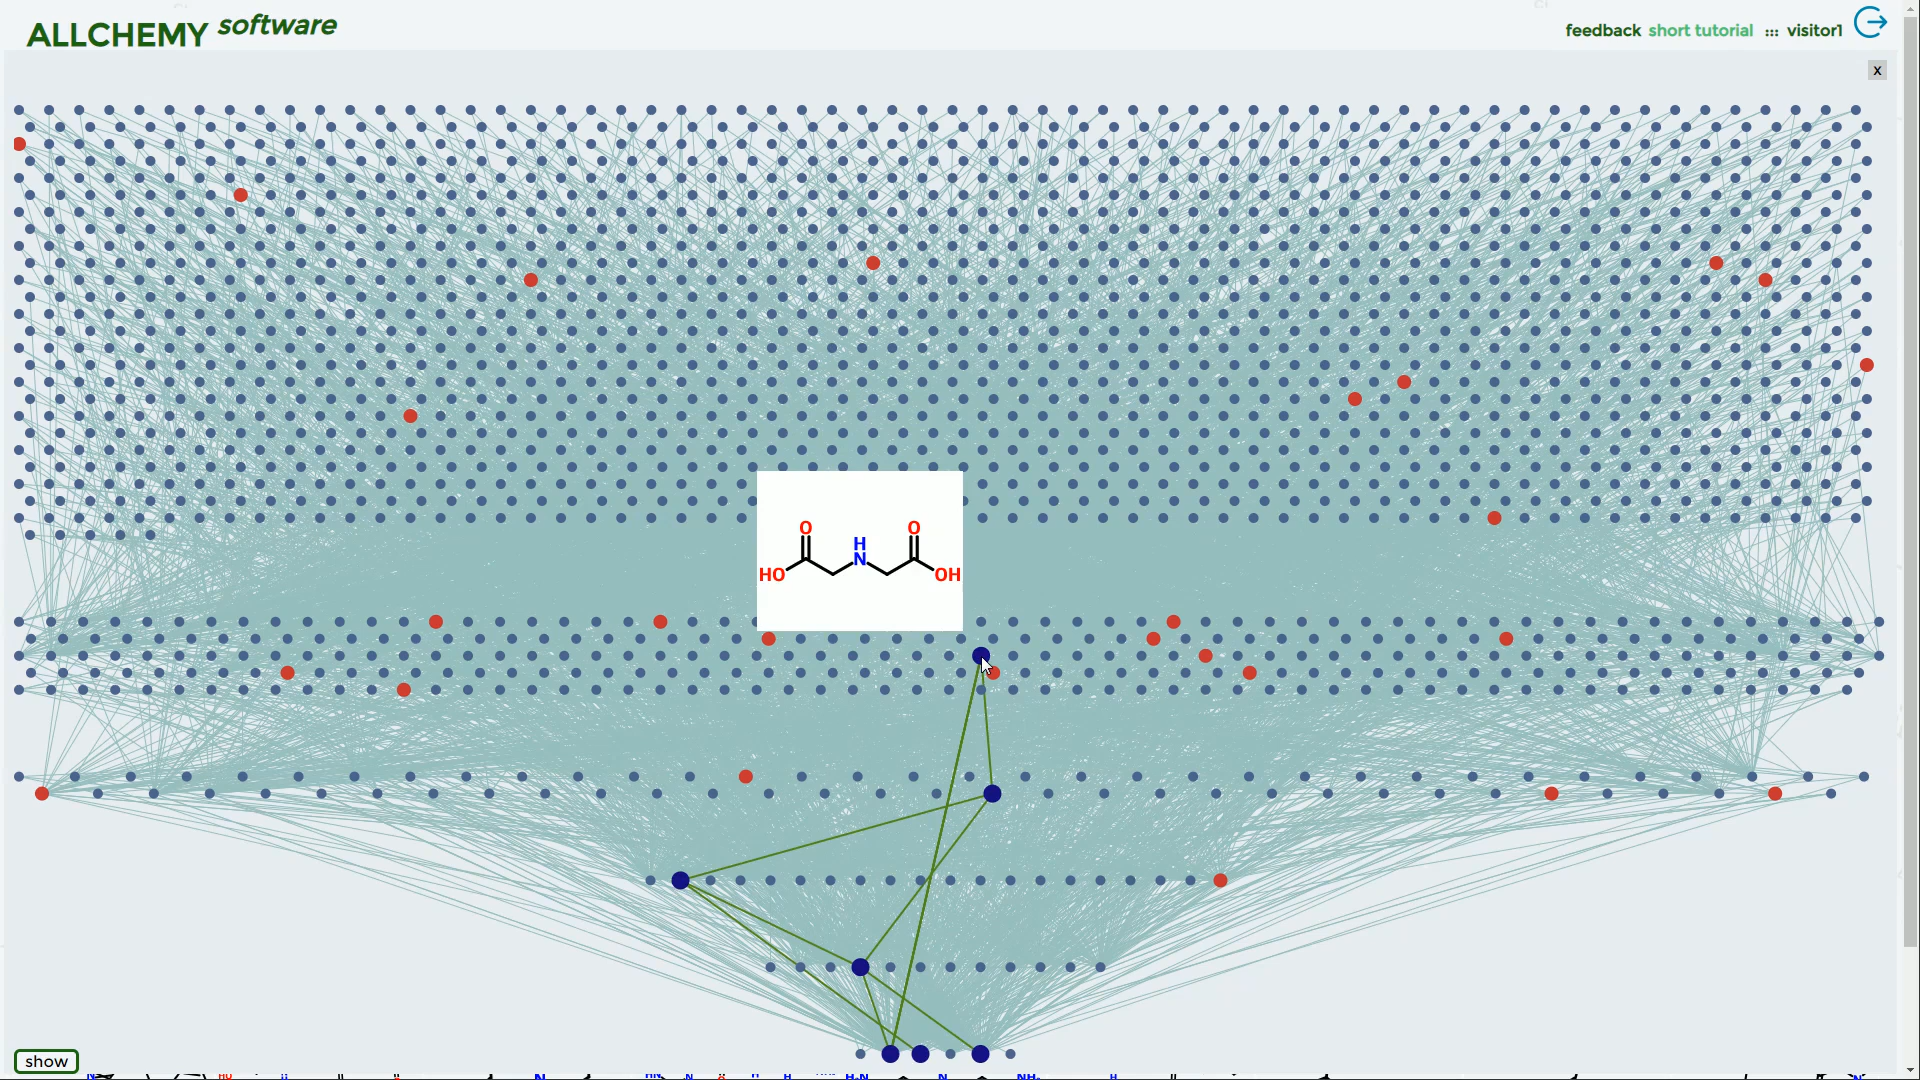 ALLCHEMY software
feedback short tutorial ::: visitor1
x
O O
H
N
HO OH
show